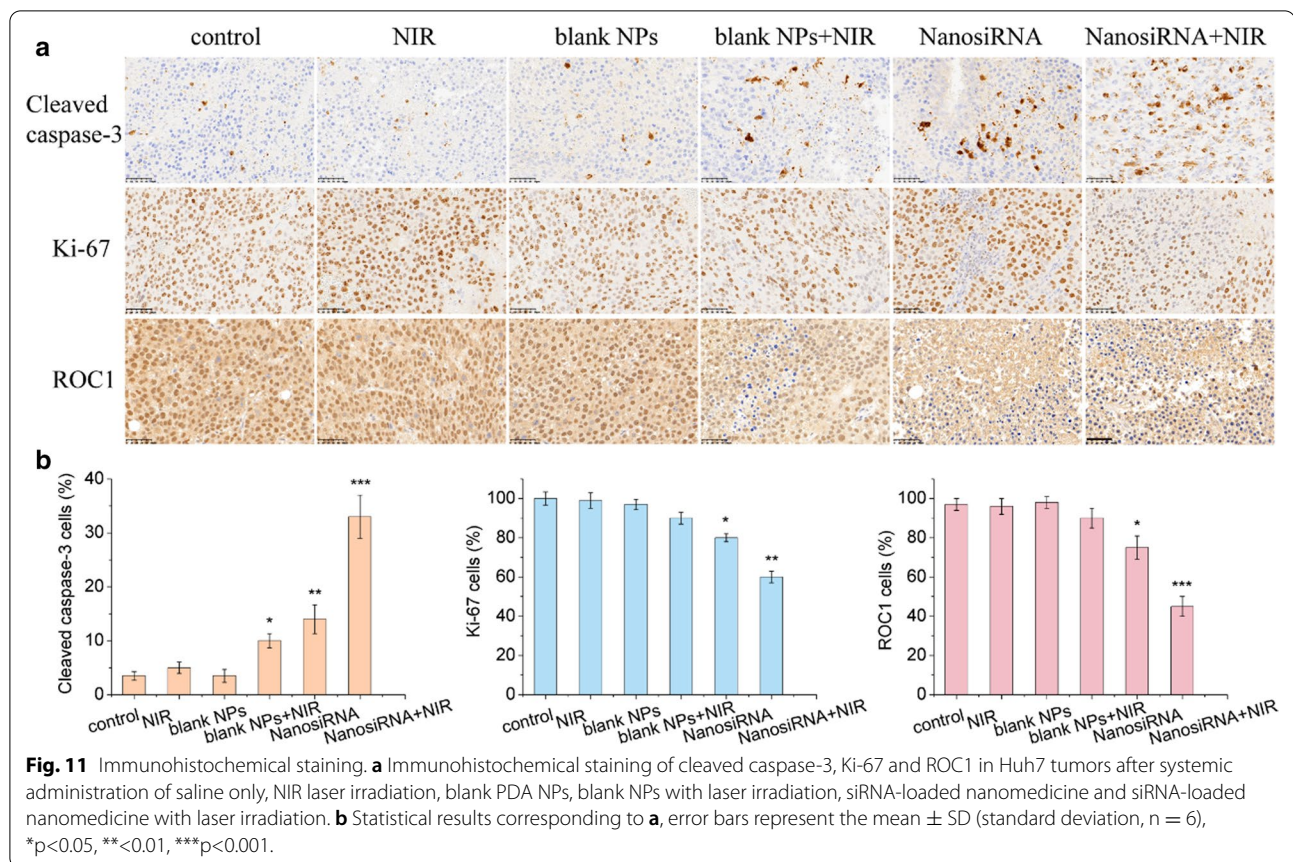 a
control NIR blank NPs blank NPs+NIR NanosiRNA NanosiRNA+NIR
Cleaved
caspase-3
Ki-67
ROC1
b
Cleaved caspase-3 cells (%)
40
30
20
10
0
*
**
***
control
NIR
blank NPs
blank NPs+NIR
NanosiRNA
NanosiRNA+NIR
Ki-67 cells (%)
100
80
60
40
20
0
*
**
control
NIR
blank NPs
blank NPs+NIR
NanosiRNA
NanosiRNA+NIR
ROC1 cells (%)
100
80
60
40
20
0
*
***
control
NIR
blank NPs
blank NPs+NIR
NanosiRNA
NanosiRNA+NIR
Fig. 11 Immunohistochemical staining. a Immunohistochemical staining of cleaved caspase-3, Ki-67 and ROC1 in Huh7 tumors after systemic
administration of saline only, NIR laser irradiation, blank PDA NPs, blank NPs with laser irradiation, siRNA-loaded nanomedicine and siRNA-loaded
nanomedicine with laser irradiation. b Statistical results corresponding to a, error bars represent the mean ± SD (standard deviation, n = 6),
*p<0.05, **<0.01, ***p<0.001.